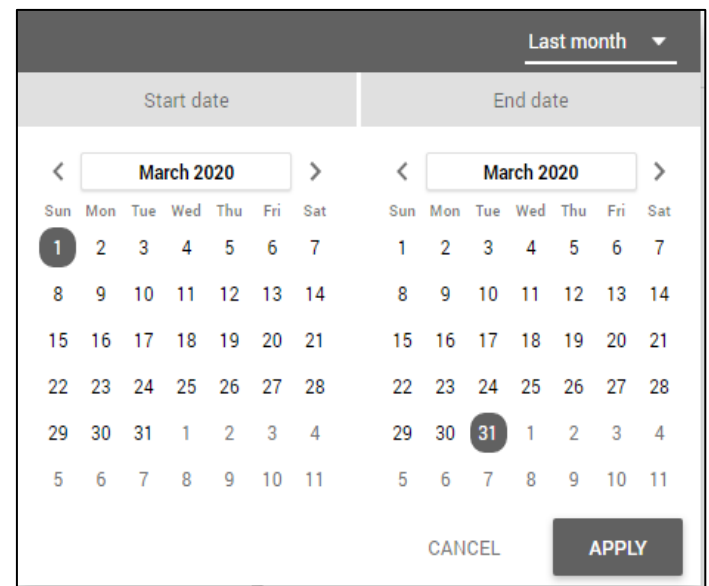 Last month
Start date
End date
March 2020
March 2020
Sun Mon Tue Wed Thu Fri Sat
Sun Mon Tue Wed Thu Fri Sat
1 2 3 4 5 6 7
1 2 3 4 5 6 7
8 9 10 11 12 13 14
8 9 10 11 12 13 14
15 16 17 18 19 20 21
15 16 17 18 19 20 21
22 23 24 25 26 27 28
22 23 24 25 26 27 28
29 30 31 1 2 3 4
29 30 31 1 2 3 4
5 6 7 8 9 10 11
5 6 7 8 9 10 11
CANCEL
APPLY